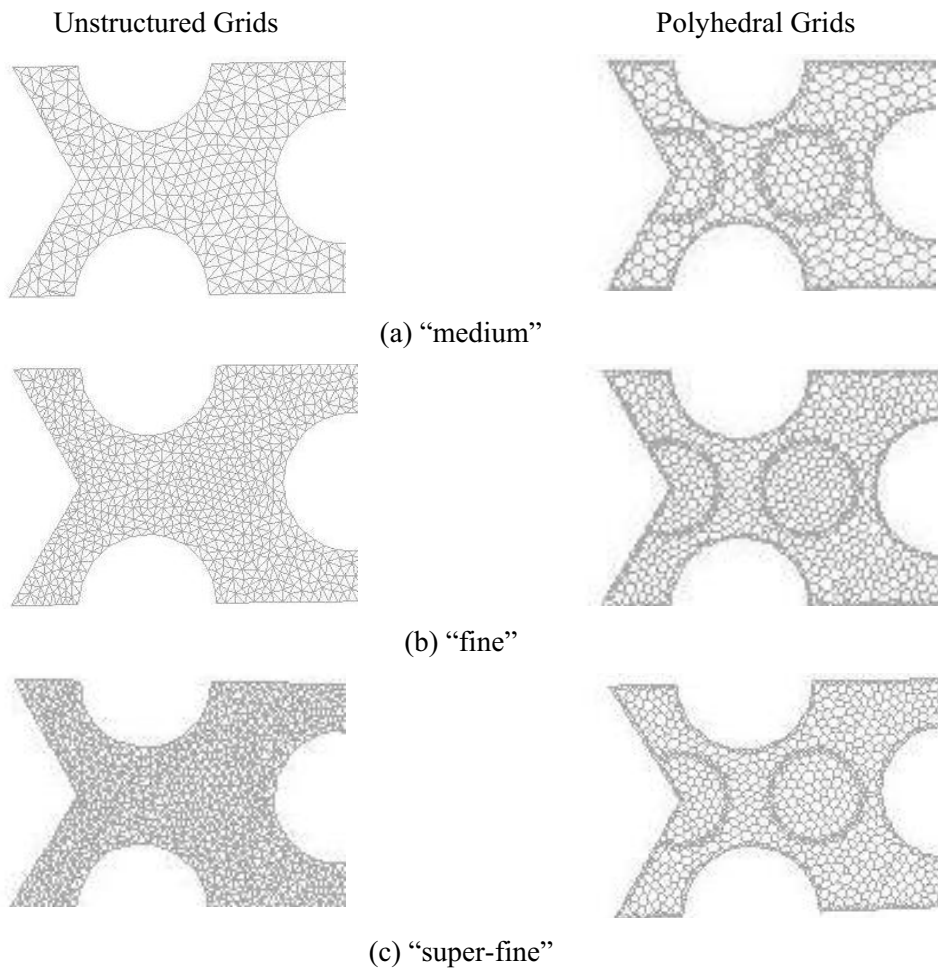 Unstructured Grids
Polyhedral Grids
(a) “medium”
(b) “fine”
(c) “super-fine”